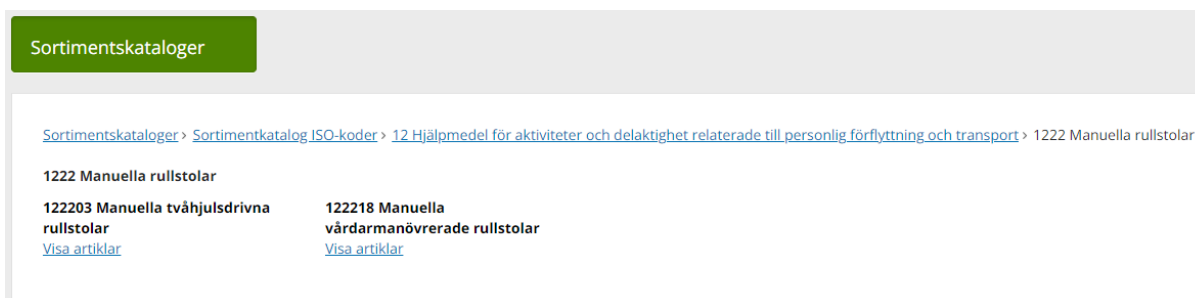 Sortimentskataloger
Sortimentskataloger › Sortimentkatalog ISO-koder › 12 Hjälpmedel för aktiviteter och delaktighet relaterade till personlig förflyttning och transport › 1222 Manuella rullstolar
1222 Manuella rullstolar
122203 Manuella tvåhjulsdrivna
rullstolar
Visa artiklar
122218 Manuella
vårdarmanövrerade rullstolar
Visa artiklar